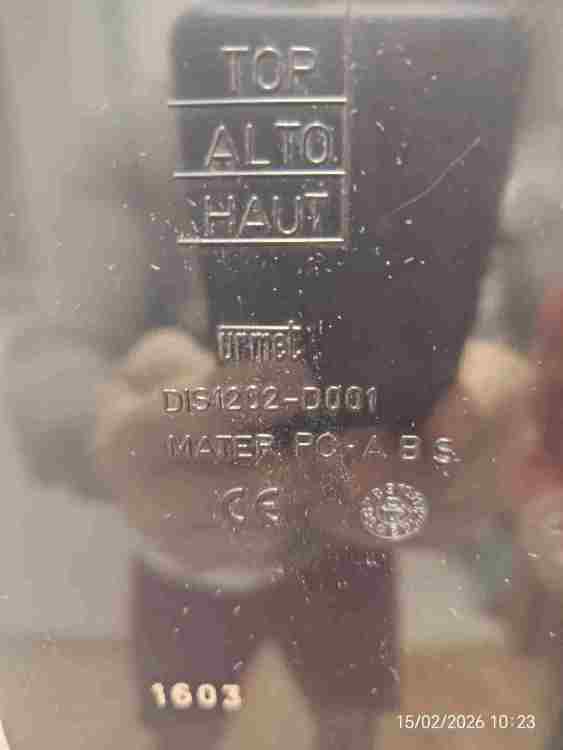 TOP
ALTO
HAUT
urmet
DIS1202-D001
MATER. PC-A.B.S.
CE
1603
15/02/2026 10:23